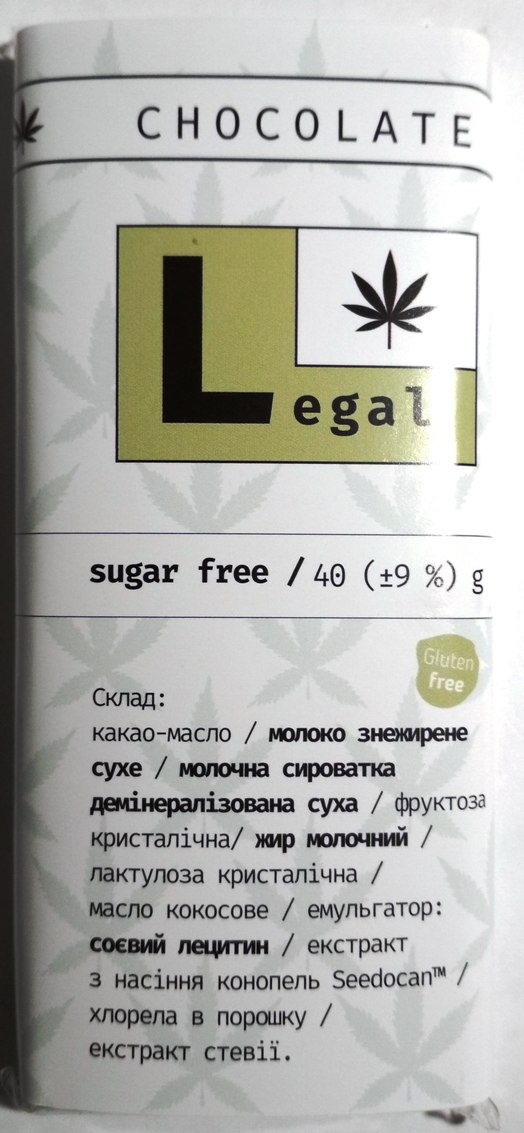 CHOCOLATE
Legal
sugar free / 40 (±9 %) g
Gluten
free
Склад:
какао-масло / молоко знежирене
сухе / молочна сироватка
демінералізована суха / фруктоза
кристалічна/ жир молочний /
лактулоза кристалічна /
масло кокосове / емульгатор:
соєвий лецитин / екстракт
з насіння конопель Seedocan™ /
хлорела в порошку /
екстракт стевії.